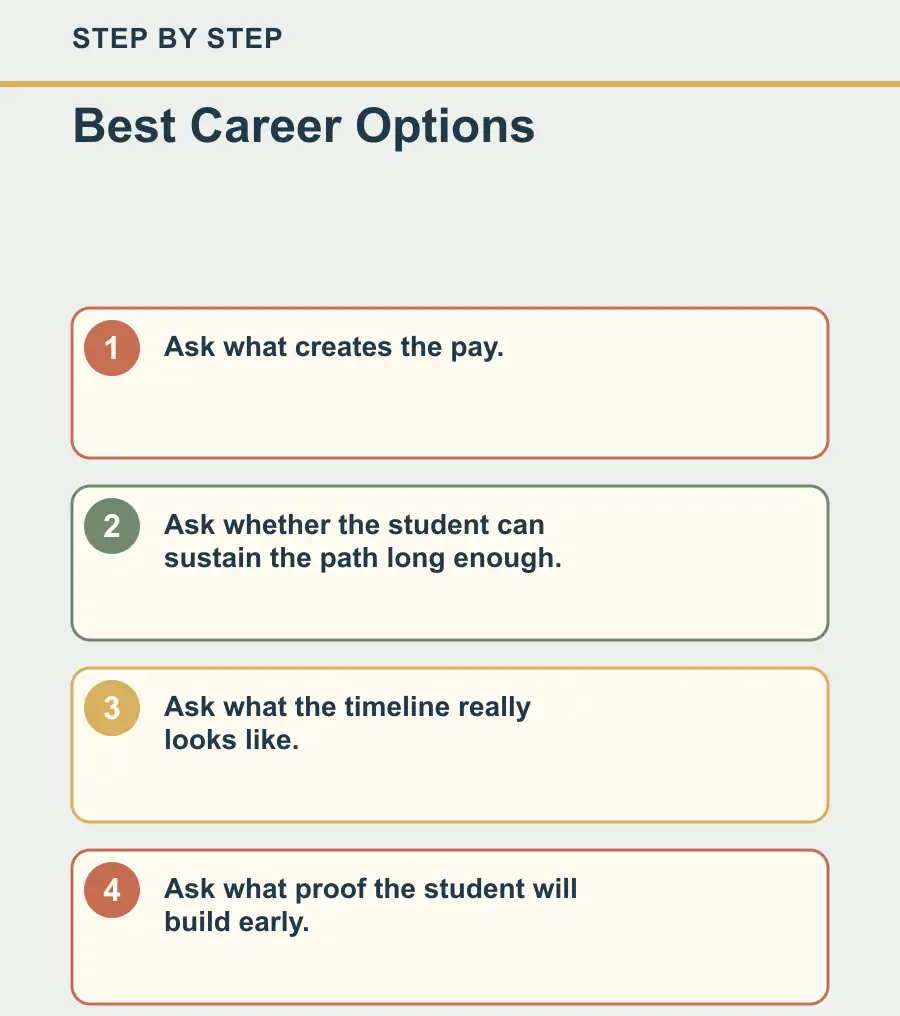 STEP BY STEP
Best Career Options
1
Ask what creates the pay.
2
Ask whether the student can
sustain the path long enough.
3
Ask what the timeline really
looks like.
4
Ask what proof the student will
build early.